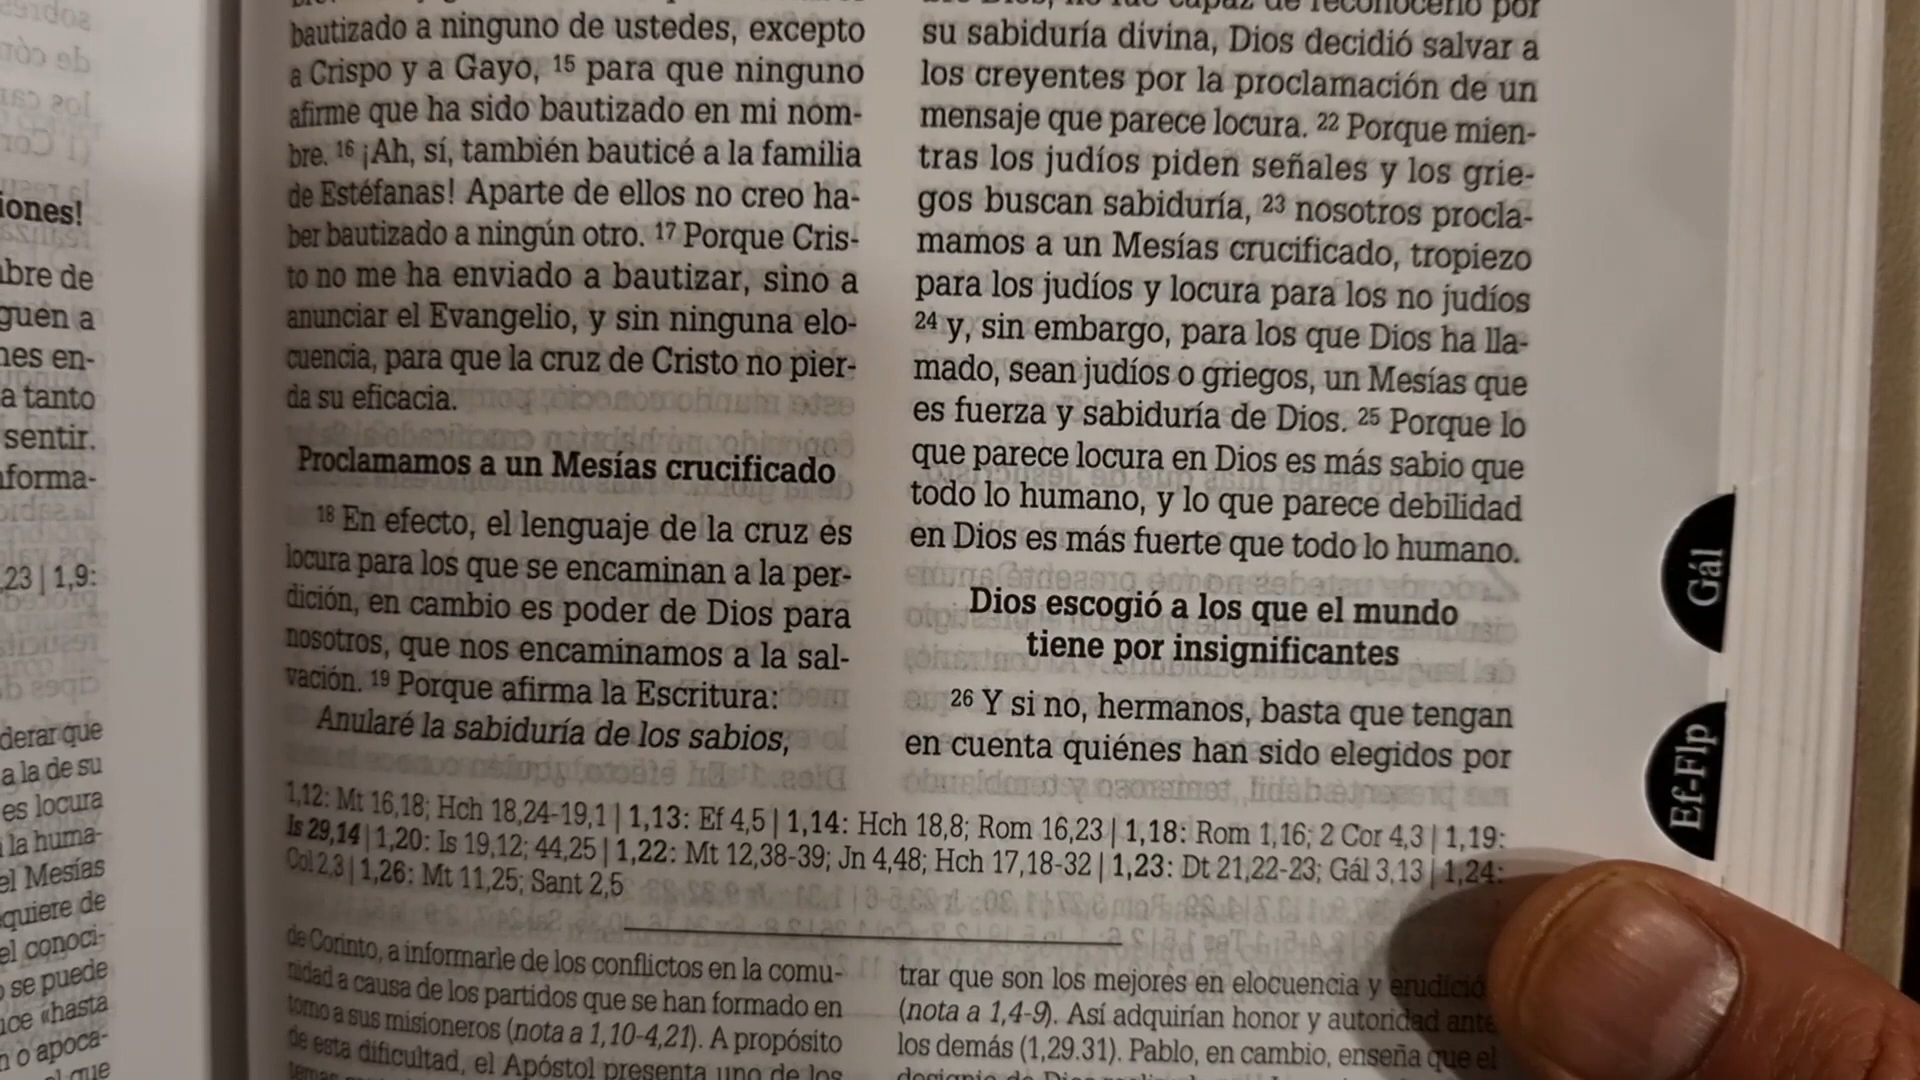 iones!
bre de
guen a
nes en-
a tanto
sentir.
forma-
,23 | 1,9:
derar que
a la de su
es locura
la huma-
el Mesías
quiere de
el conoci-
se puede
uce «hasta
n o apoca-
bautizado a ninguno de ustedes, excepto
a Crispo y a Gayo, 15 para que ninguno
afirme que ha sido bautizado en mi nom-
bre. 16 ¡Ah, sí, también bauticé a la familia
de Estéfanas! Aparte de ellos no creo ha-
ber bautizado a ningún otro. 17 Porque Cris-
to no me ha enviado a bautizar, sino a
anunciar el Evangelio, y sin ninguna elo-
cuencia, para que la cruz de Cristo no pier-
da su eficacia.
Proclamamos a un Mesías crucificado
18 En efecto, el lenguaje de la cruz es
locura para los que se encaminan a la per-
dición, en cambio es poder de Dios para
nosotros, que nos encaminamos a la sal-
vación. 19 Porque afirma la Escritura:
Anularé la sabiduría de los sabios,
su sabiduría divina, Dios decidió salvar a
los creyentes por la proclamación de un
mensaje que parece locura. 22 Porque mien-
tras los judíos piden señales y los grie-
gos buscan sabiduría, 23 nosotros procla-
mamos a un Mesías crucificado, tropiezo
para los judíos y locura para los no judíos
24 y, sin embargo, para los que Dios ha lla-
mado, sean judíos o griegos, un Mesías que
es fuerza y sabiduría de Dios. 25 Porque lo
que parece locura en Dios es más sabio que
todo lo humano, y lo que parece debilidad
en Dios es más fuerte que todo lo humano.
Dios escogió a los que el mundo
tiene por insignificantes
26 Y si no, hermanos, basta que tengan
en cuenta quiénes han sido elegidos por
1,12: Mt 16,18; Hch 18,24-19,1 | 1,13: Ef 4,5 | 1,14: Hch 18,8; Rom 16,23 | 1,18: Rom 1,16; 2 Cor 4,3 | 1,19:
Is 29,14 | 1,20: Is 19,12; 44,25 | 1,22: Mt 12,38-39; Jn 4,48; Hch 17,18-32 | 1,23: Dt 21,22-23; Gál 3,13 | 1,24:
Col 2,3 | 1,26: Mt 11,25; Sant 2,5
de Corinto, a informarle de los conflictos en la comu-
nidad a causa de los partidos que se han formado en
torno a sus misioneros (nota a 1,10-4,21). A propósito
de esta dificultad, el Apóstol presenta uno de los
trar que son los mejores en elocuencia y erudició
(nota a 1,4-9). Así adquirían honor y autoridad ante
los demás (1,29.31). Pablo, en cambio, enseña que el
Gál
Ef-Flp